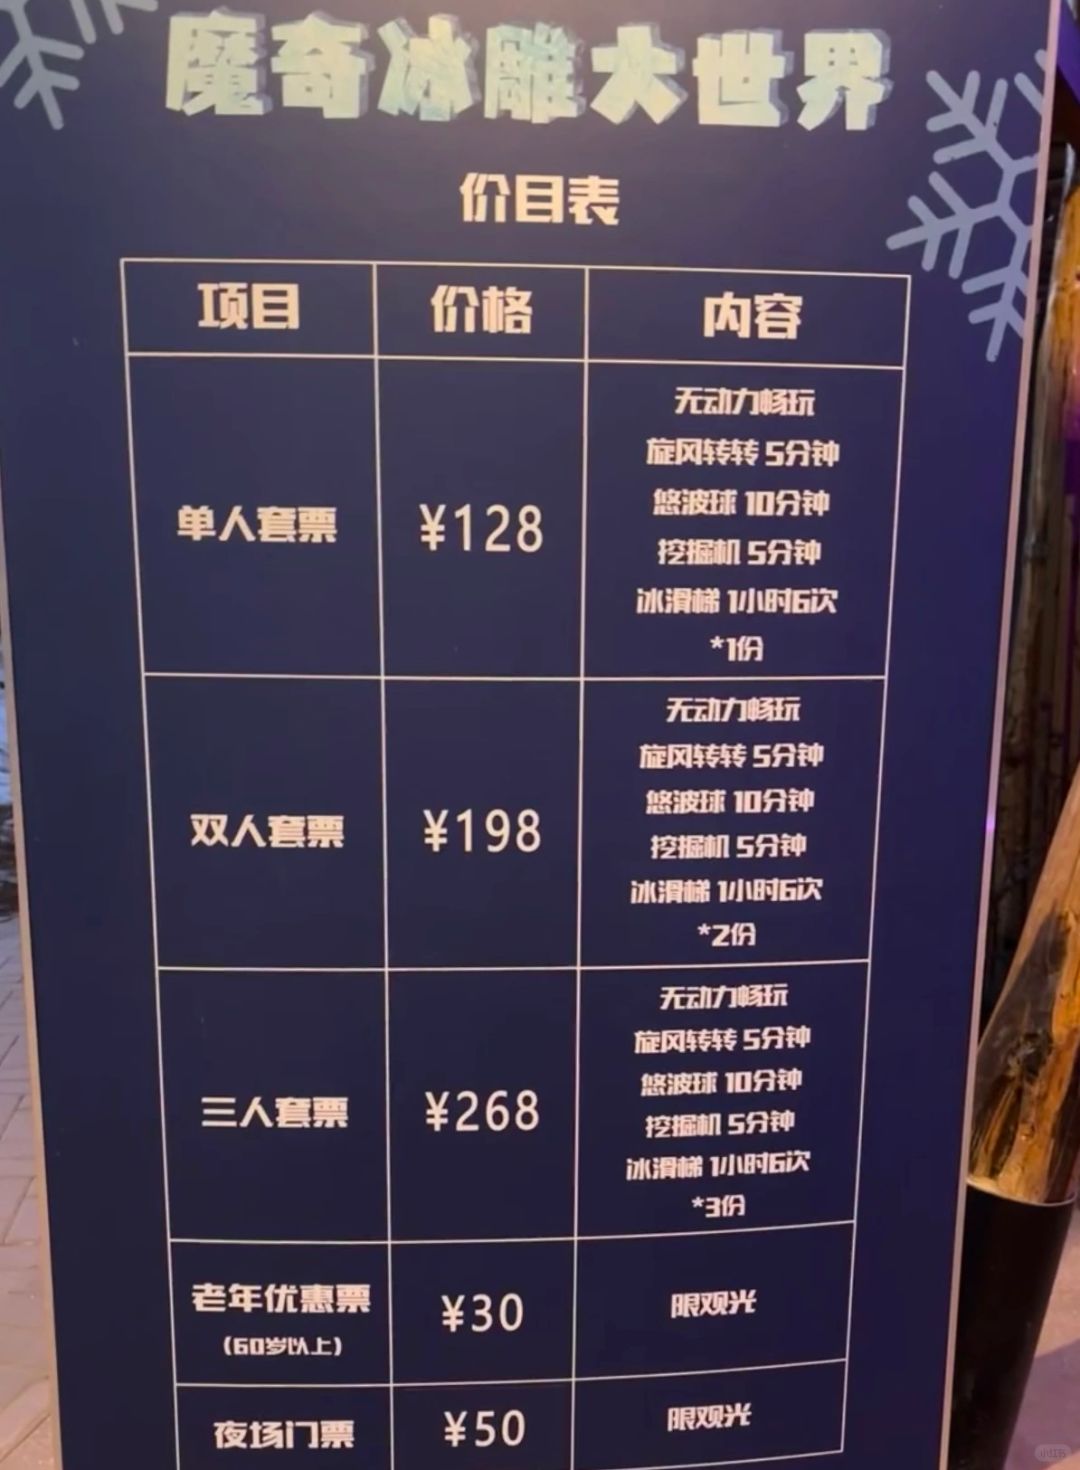 魔奇冰雕大世界
价目表
项目 价格 内容
单人套票 ¥128
无动力畅玩
旋风转转 5分钟
悠波球 10分钟
挖掘机 5分钟
冰滑梯 1小时6次
*1份
双人套票 ¥198
无动力畅玩
旋风转转 5分钟
悠波球 10分钟
挖掘机 5分钟
冰滑梯 1小时6次
*2份
三人套票 ¥268
无动力畅玩
旋风转转 5分钟
悠波球 10分钟
挖掘机 5分钟
冰滑梯 1小时6次
*3份
老年优惠票
(60岁以上)
¥30 限观光
夜场门票 ¥50 限观光
小红书